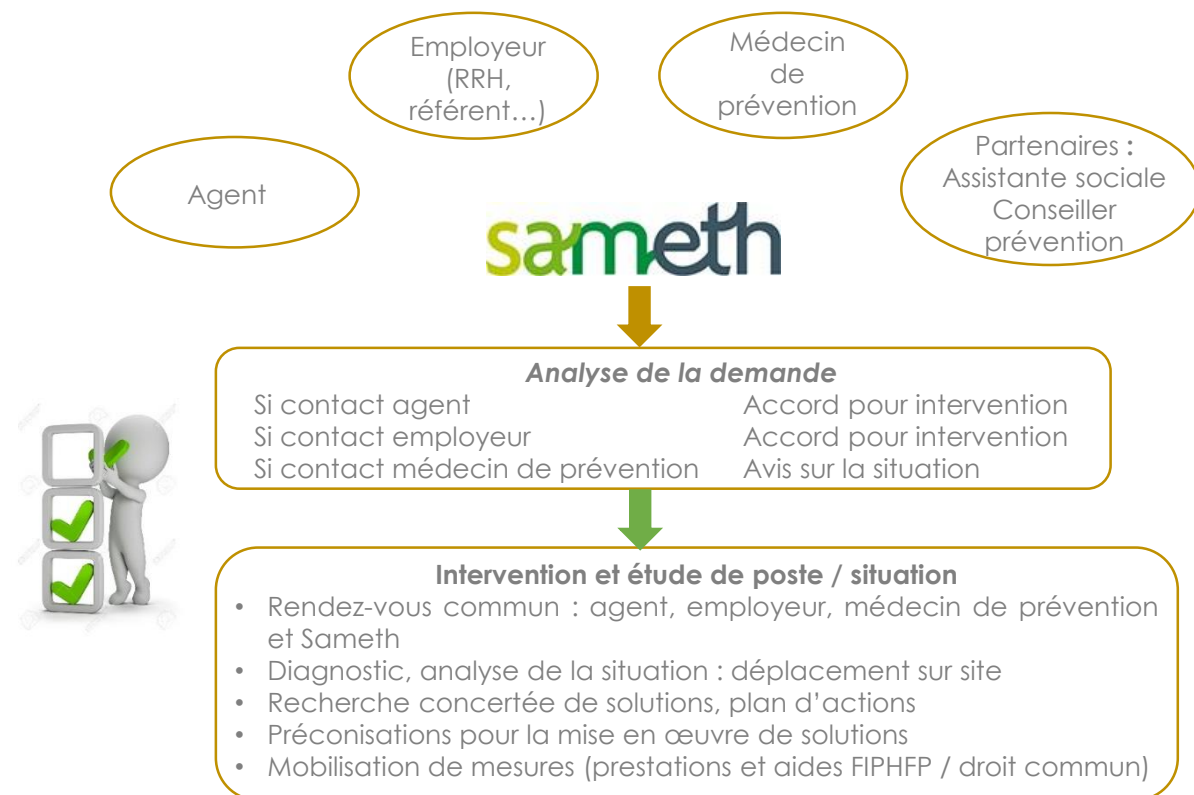 Employeur
(RRH,
référent…)
Médecin
de
prévention
Agent
Partenaires :
Assistante sociale
Conseiller
prévention
sameth
Analyse de la demande
Si contact agent Accord pour intervention
Si contact employeur Accord pour intervention
Si contact médecin de prévention Avis sur la situation
Intervention et étude de poste / situation
• Rendez-vous commun : agent, employeur, médecin de prévention
et Sameth
• Diagnostic, analyse de la situation : déplacement sur site
• Recherche concertée de solutions, plan d’actions
• Préconisations pour la mise en œuvre de solutions
• Mobilisation de mesures (prestations et aides FIPHFP / droit commun)